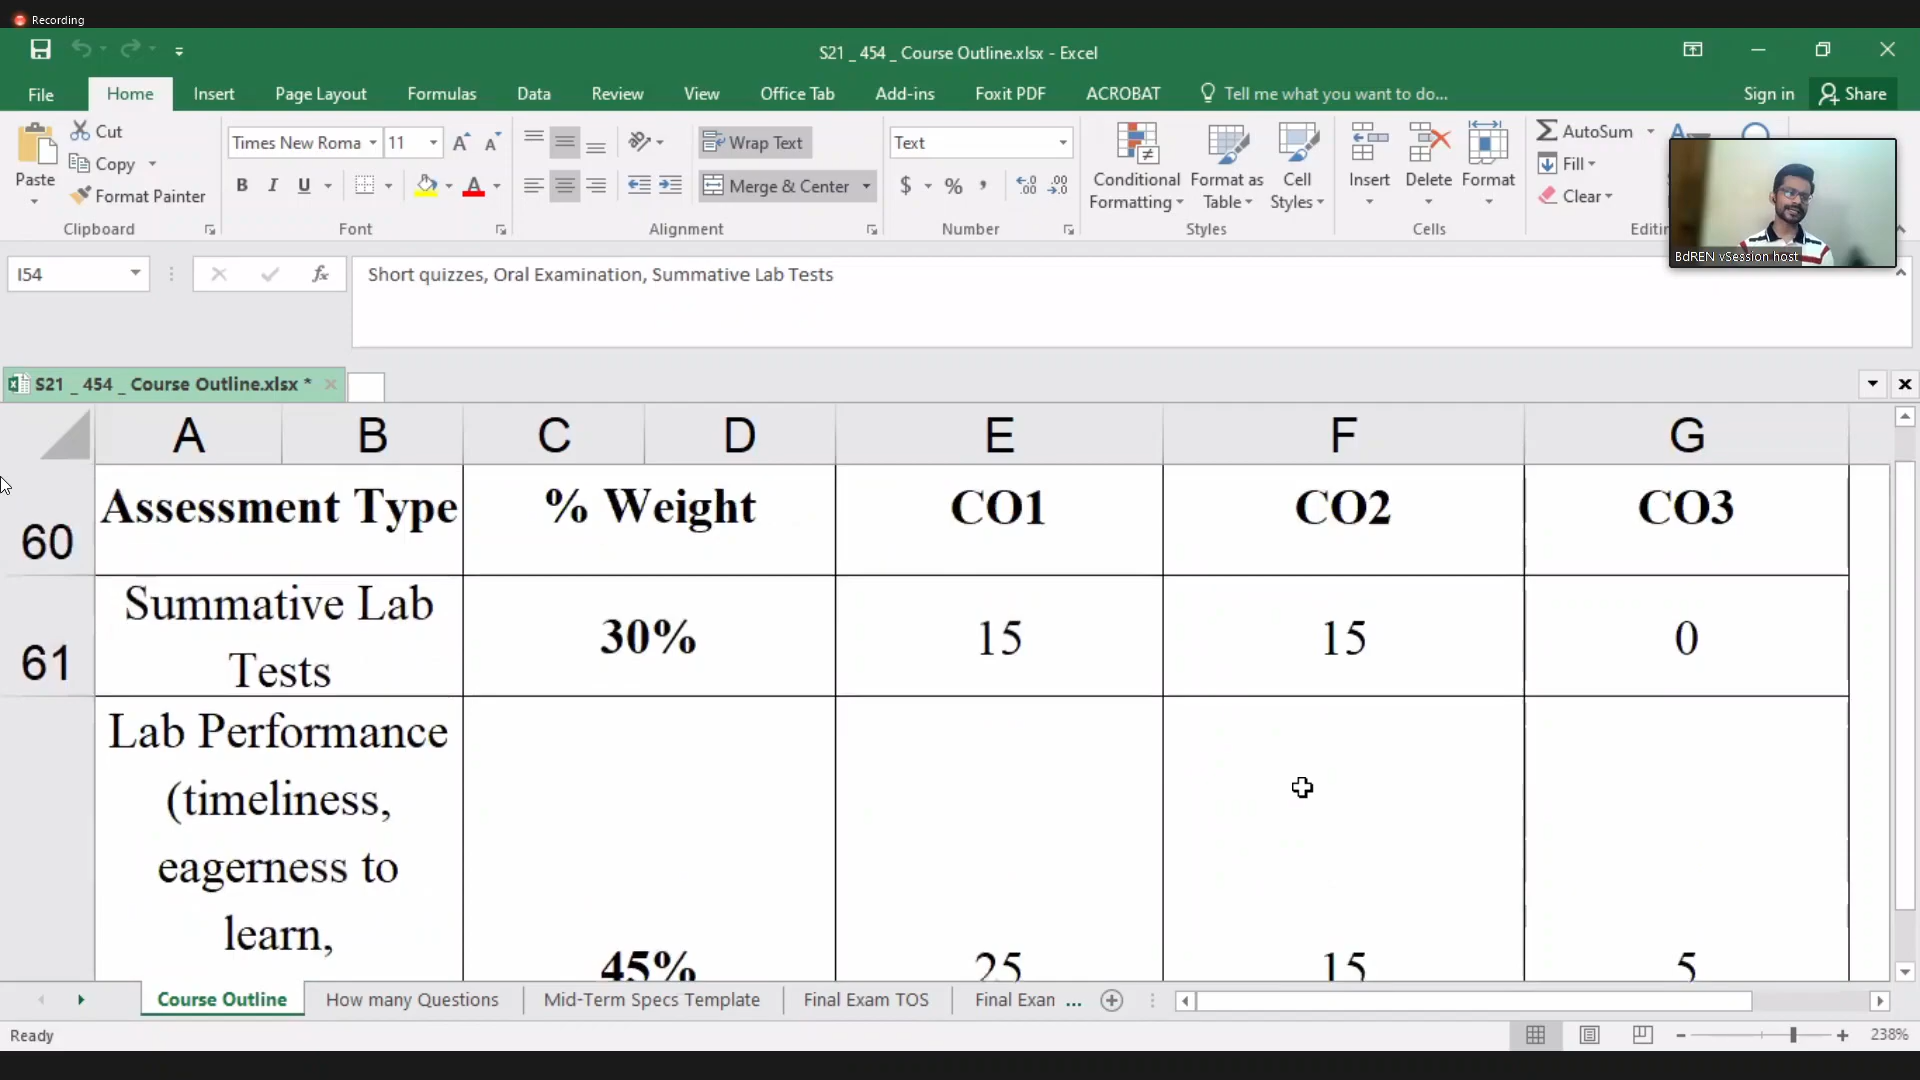 Recording
S21 _ 454 _ Course Outline.xlsx - Excel
File Home Insert Page Layout Formulas Data Review View Office Tab Add-ins Foxit PDF ACROBAT Tell me what you want to do... Sign in Share
Paste
Cut
Copy
Format Painter
Clipboard
Times New Roma 11
B I U
Font
Wrap Text
Merge & Center
Alignment
Text
$ % ,
Number
Conditional
Formatting
Format as
Table
Cell
Styles
Styles
Insert Delete Format
Cells
AutoSum
Fill
Clear
Editin
BdREN vSession host
I54 fx Short quizzes, Oral Examination, Summative Lab Tests
S21 _ 454 _ Course Outline.xlsx *
A B C D E F G
60 Assessment Type % Weight CO1 CO2 CO3
61 Summative Lab
Tests 30% 15 15 0
Lab Performance
(timeliness,
eagerness to
learn,
45% 25 15 5
Course Outline How many Questions Mid-Term Specs Template Final Exam TOS Final Exan ...
Ready 238%